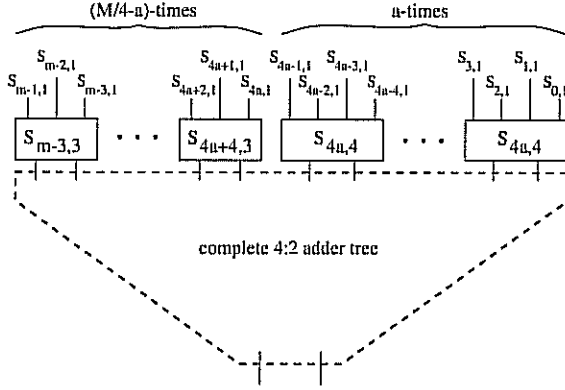 (M/4-a)-times a-times
S_{m-2,1} S_{4a+1,1} S_{4a-1,1} S_{4a-3,1} S_{3,1} S_{1,1}
S_{m-1,1} S_{m-3,1} S_{4a+2,1} S_{4a,1} S_{4a-2,1} S_{4a-4,1} S_{2,1} S_{0,1}
S_{m-3,3} · · · S_{4a+4,3} S_{4a,4} · · · S_{4a,4}
complete 4:2 adder tree